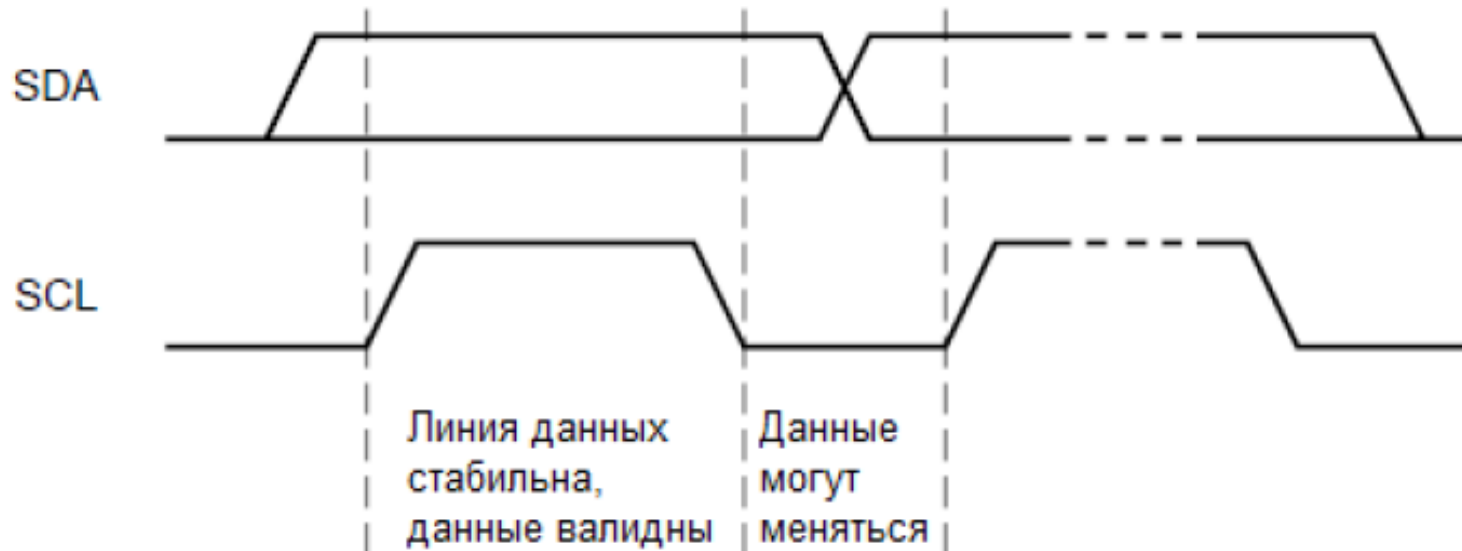 SDA
SCL
Линия данных
стабильна,
данные валидны
Данные
могут
меняться